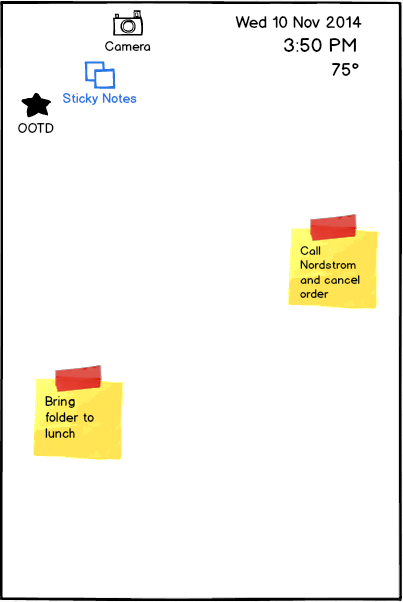 Wed 10 Nov 2014
Camera
3:50 PM
75°
Sticky Notes
OOTD
Call
Nordstrom
and cancel
order
Bring
folder to
lunch